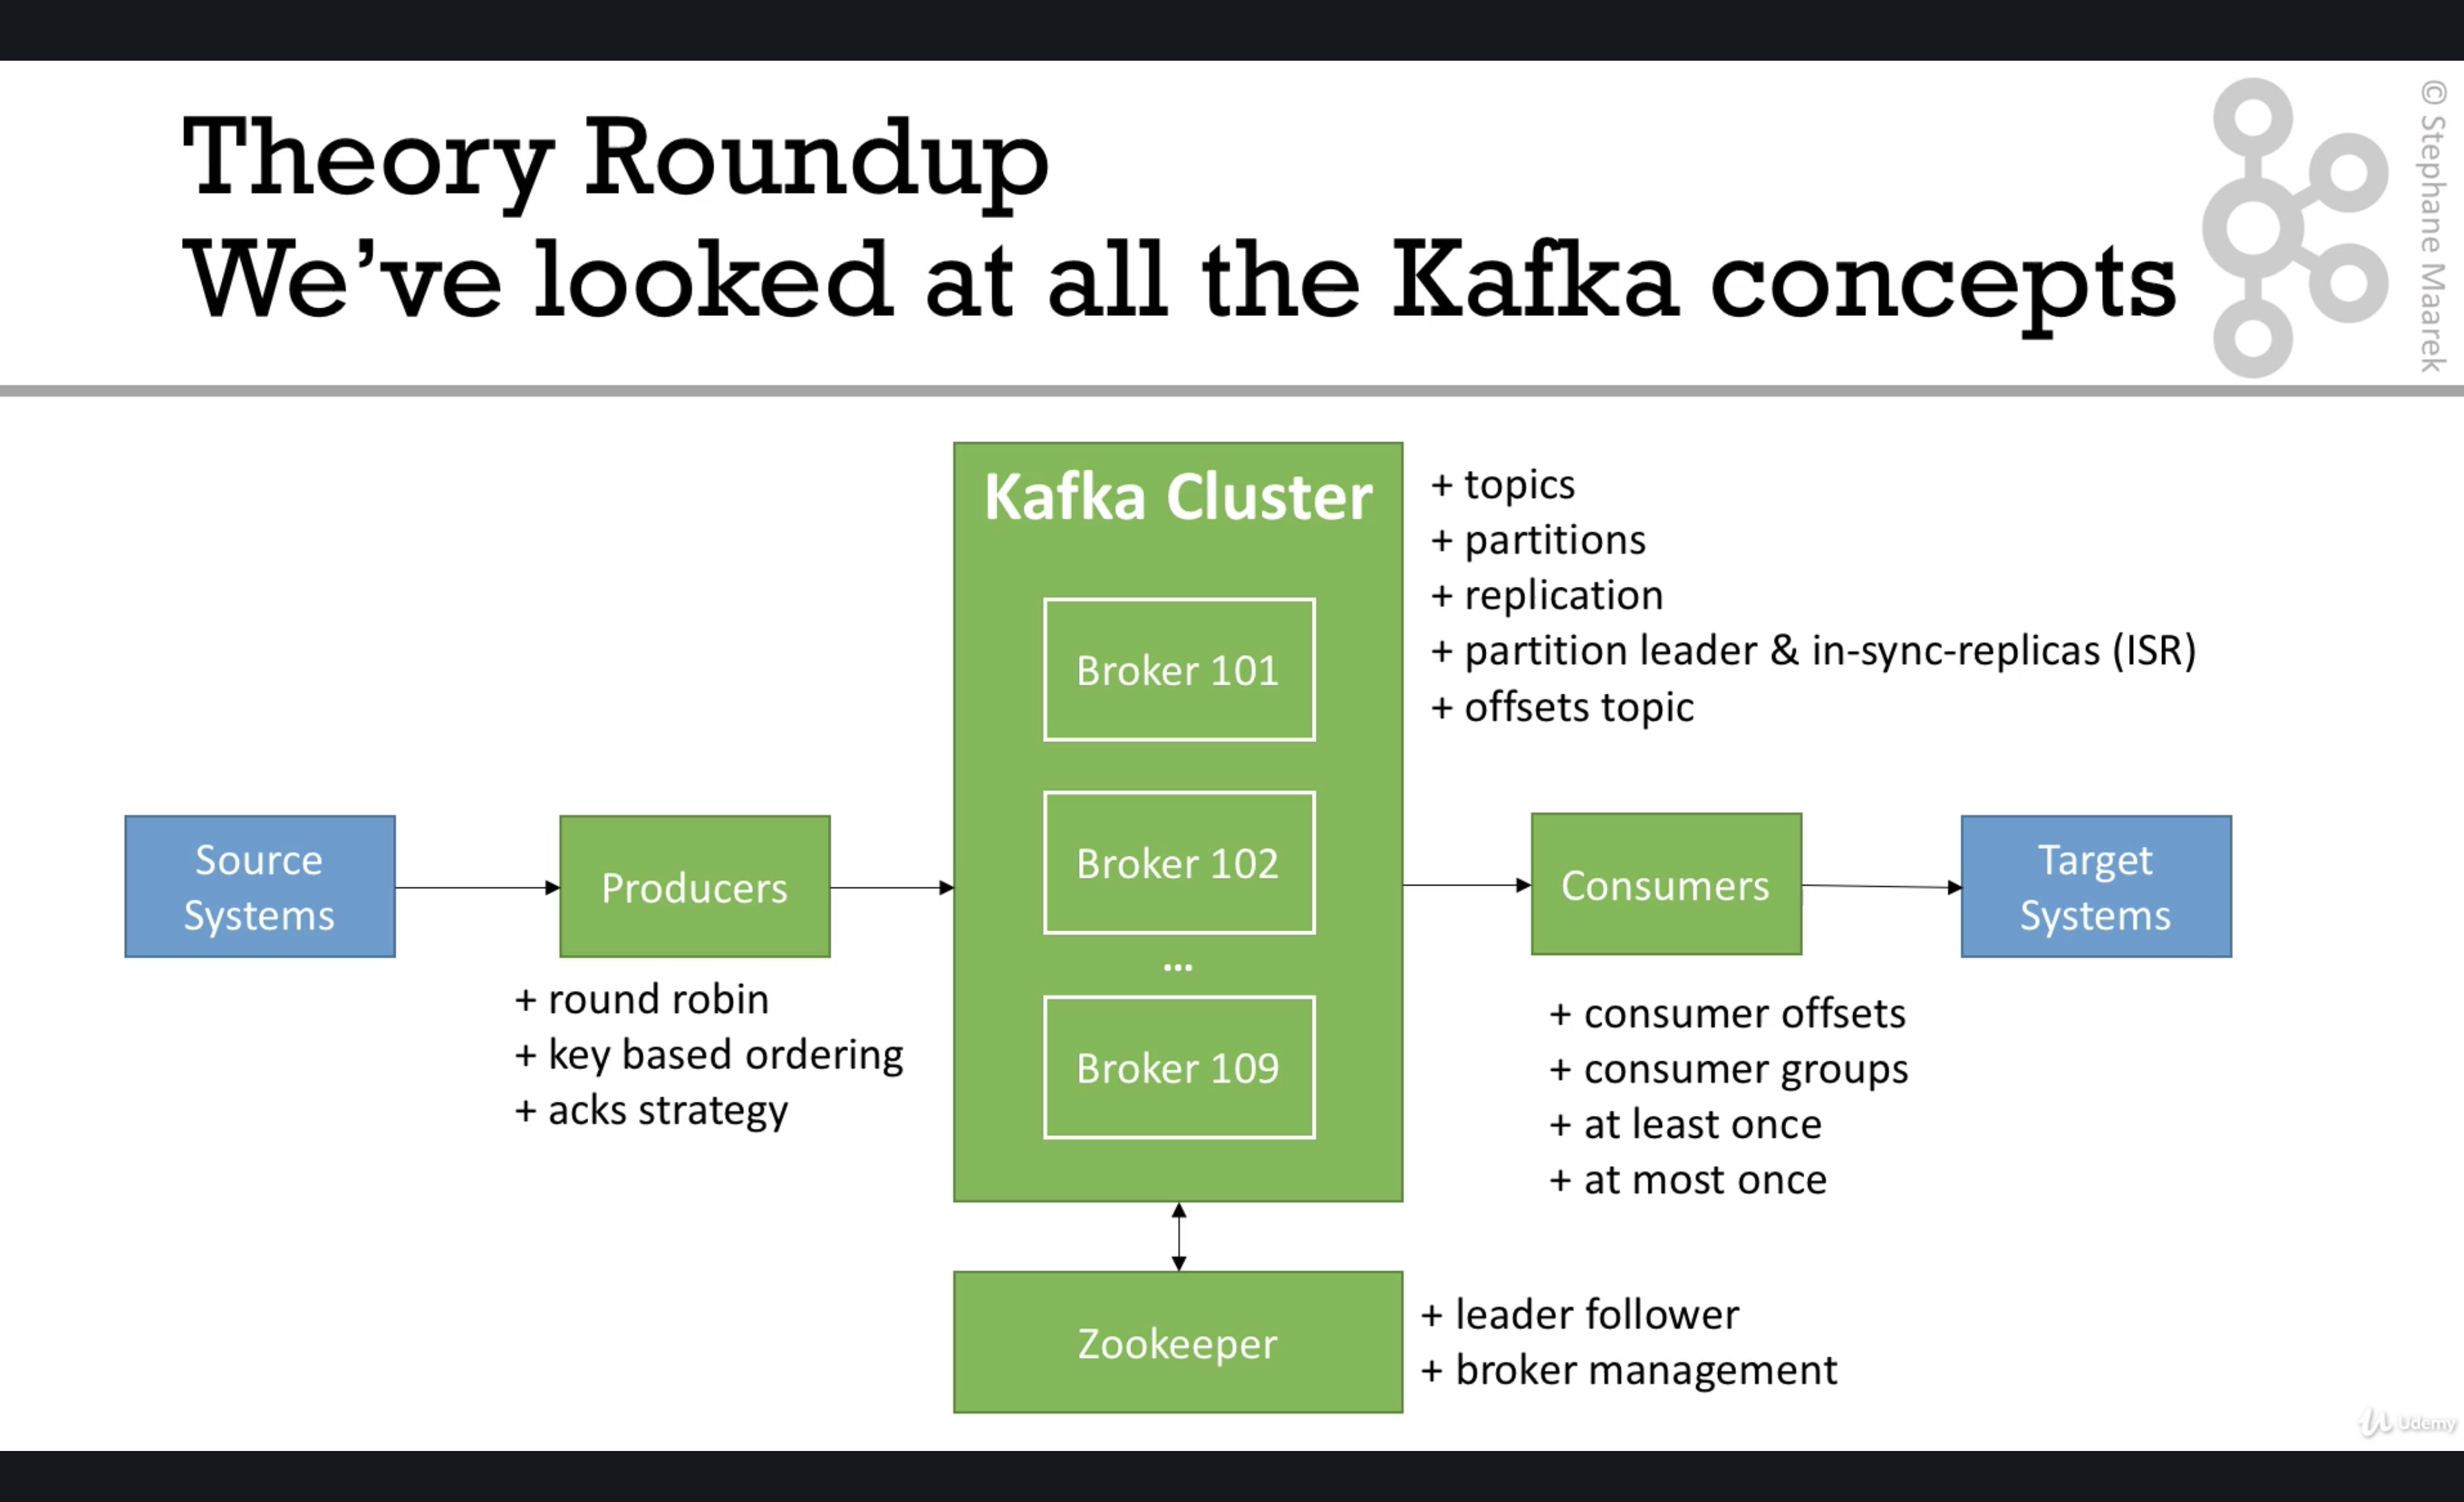 Theory Roundup
We've looked at all the Kafka concepts
© Stephane Maarek
Kafka Cluster
Broker 101
Broker 102
...
Broker 109
+ topics
+ partitions
+ replication
+ partition leader & in-sync-replicas (ISR)
+ offsets topic
Source
Systems
Producers
+ round robin
+ key based ordering
+ acks strategy
Consumers
+ consumer offsets
+ consumer groups
+ at least once
+ at most once
Target
Systems
Zookeeper
+ leader follower
+ broker management
Udemy